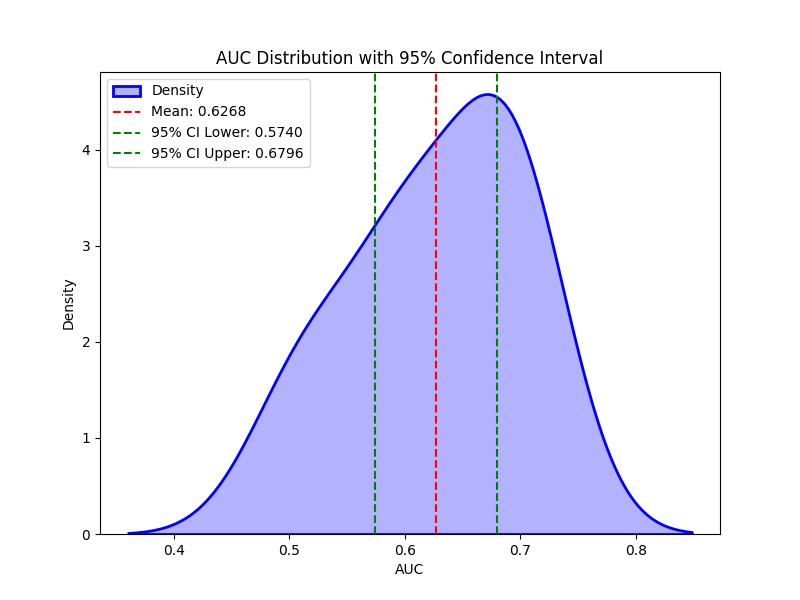 AUC Distribution with 95% Confidence Interval
Density
Mean: 0.6268
95% CI Lower: 0.5740
95% CI Upper: 0.6796
4
3
2
1
0
Density
0.4 0.5 0.6 0.7 0.8
AUC